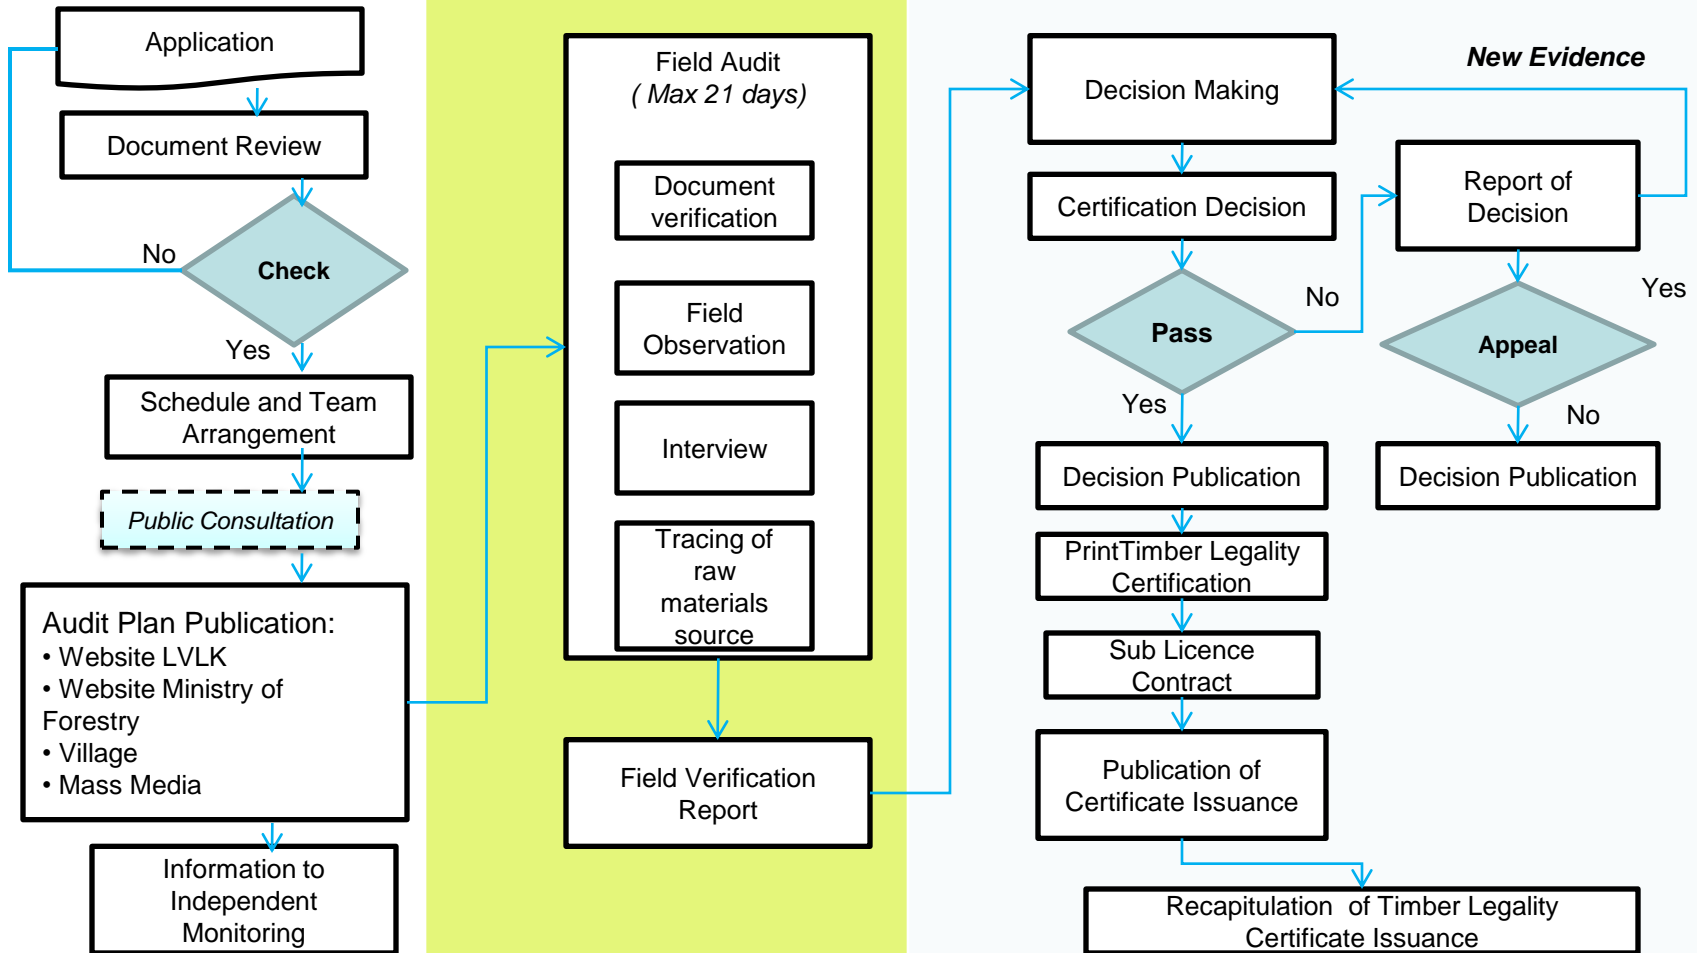 Application
Document Review
No
Check
Yes
Schedule and Team
Arrangement
Public Consultation
Audit Plan Publication:
• Website LVLK
• Website Ministry of
Forestry
• Village
• Mass Media
Information to
Independent
Monitoring
Field Audit
( Max 21 days)
Document
verification
Field
Observation
Interview
Tracing of
raw
materials
source
Field Verification
Report
New Evidence
Decision Making
Certification Decision
Report of
Decision
No
Yes
Pass
Appeal
Yes
No
Decision Publication
Decision Publication
PrintTimber Legality
Certification
Sub Licence
Contract
Publication of
Certificate Issuance
Recapitulation  of Timber Legality
Certificate Issuance